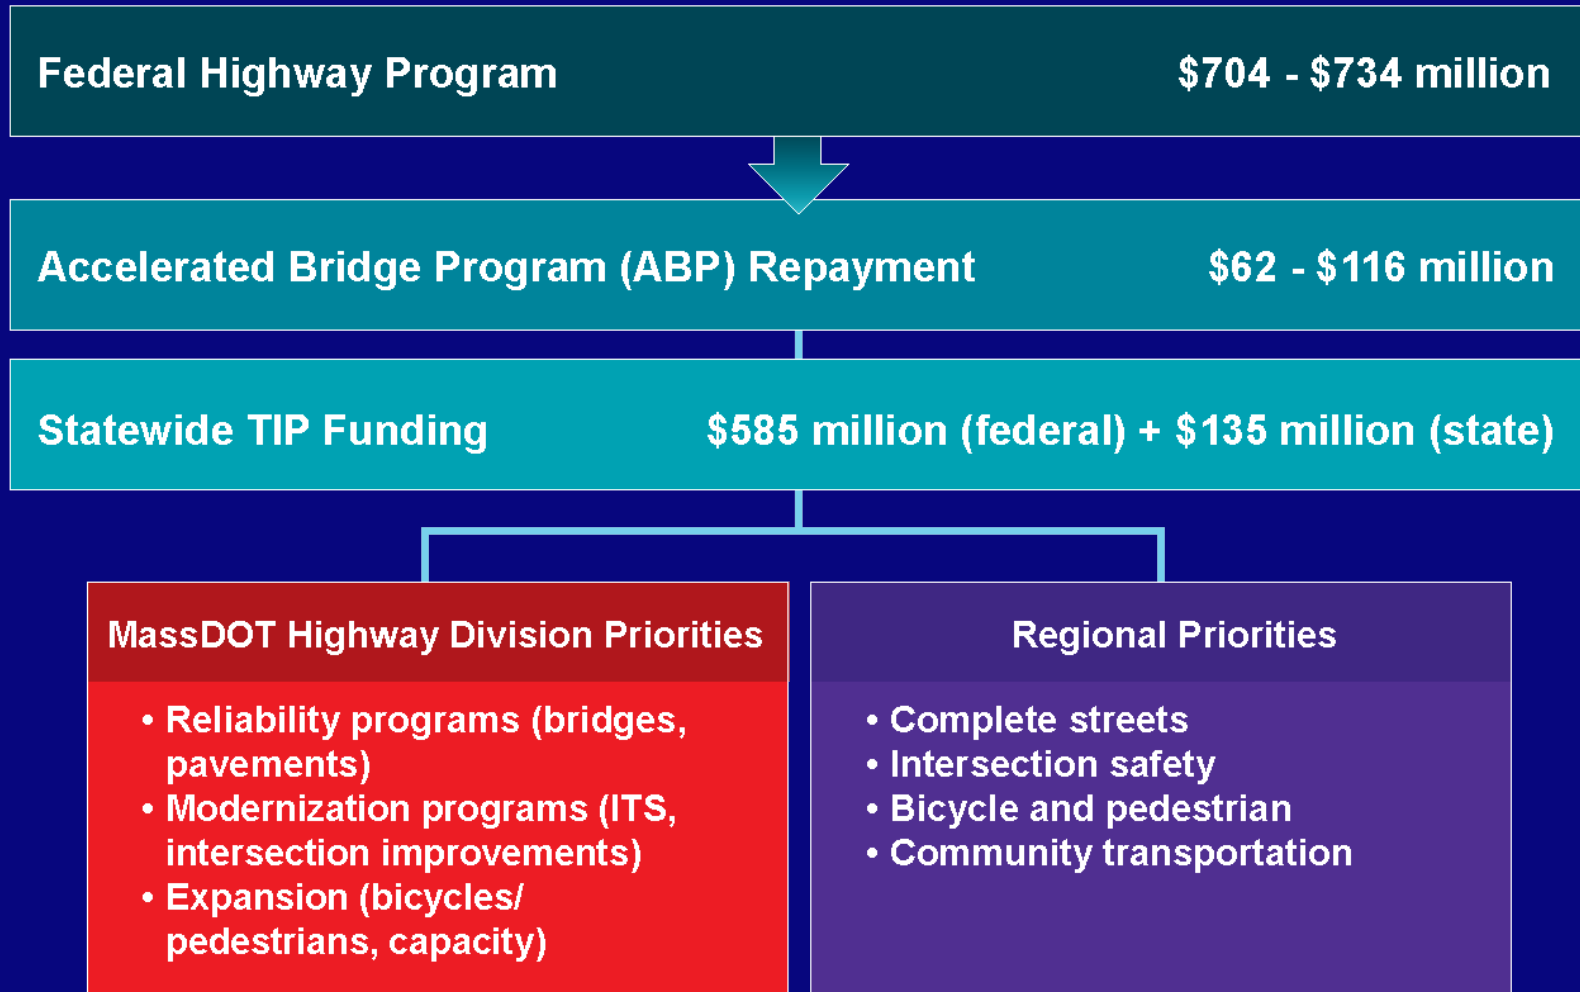 Federal Highway Program $704 - $734 million
Accelerated Bridge Program (ABP) Repayment $62 - $116 million
Statewide TIP Funding $585 million (federal) + $135 million (state)
MassDOT Highway Division Priorities
• Reliability programs (bridges,
pavements)
• Modernization programs (ITS,
intersection improvements)
• Expansion (bicycles/
pedestrians, capacity)
Regional Priorities
• Complete streets
• Intersection safety
• Bicycle and pedestrian
• Community transportation